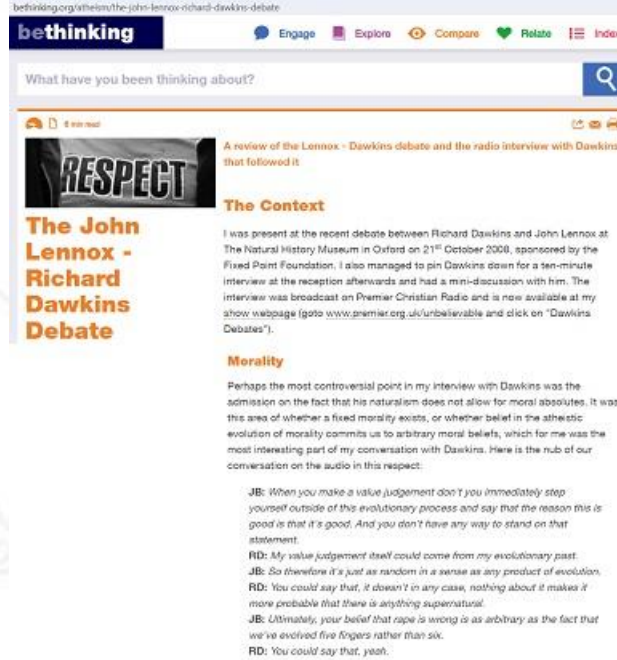 bethinking.org/atheism/the-john-lennox-richard-dawkins-debate
bethinking
Engage
Explore
Compare
Relate
Index
What have you been thinking about?
6 min read
RESPECT
The John
Lennox -
Richard
Dawkins
Debate
A review of the Lennox - Dawkins debate and the radio interview with Dawkins
that followed it
The Context
I was present at the recent debate between Richard Dawkins and John Lennox at
The Natural History Museum in Oxford on 21st October 2008, sponsored by the
Fixed Point Foundation. I also managed to pin Dawkins down for a ten-minute
interview at the reception afterwards and had a mini-discussion with him. The
interview was broadcast on Premier Christian Radio and is now available at my
show webpage (goto www.premier.org.uk/unbelievable and click on "Dawkins
Debates").
Morality
Perhaps the most controversial point in my interview with Dawkins was the
admission on the fact that his naturalism does not allow for moral absolutes. It was
this area of whether a fixed morality exists, or whether belief in the atheistic
evolution of morality commits us to arbitrary moral beliefs, which for me was the
most interesting part of my conversation with Dawkins. Here is the nub of our
conversation on the audio in this respect:
JB: When you make a value judgement don't you immediately step
yourself outside of this evolutionary process and say that the reason this is
good is that it's good. And you don't have any way to stand on that
statement.
RD: My value judgement itself could come from my evolutionary past.
JB: So therefore it's just as random in a sense as any product of evolution.
RD: You could say that, it doesn't in any case, nothing about it makes it
more probable that there is anything supernatural.
JB: Ultimately, your belief that rape is wrong is as arbitrary as the fact that
we've evolved five fingers rather than six.
RD: You could say that, yeah.